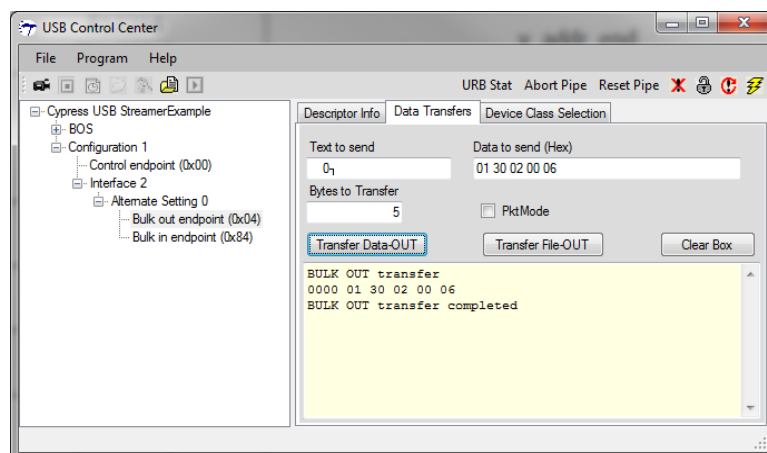 USB Control Center
File Program Help
URB Stat Abort Pipe Reset Pipe
Cypress USB StreamerExample
BOS
Configuration 1
Control endpoint (0x00)
Interface 2
Alternate Setting 0
Bulk out endpoint (0x04)
Bulk in endpoint (0x84)
Descriptor Info Data Transfers Device Class Selection
Text to send Data to send (Hex)
01 30 02 00 06
Bytes to Transfer
5 PktMode
Transfer Data-OUT Transfer File-OUT Clear Box
BULK OUT transfer
0000 01 30 02 00 06
BULK OUT transfer completed